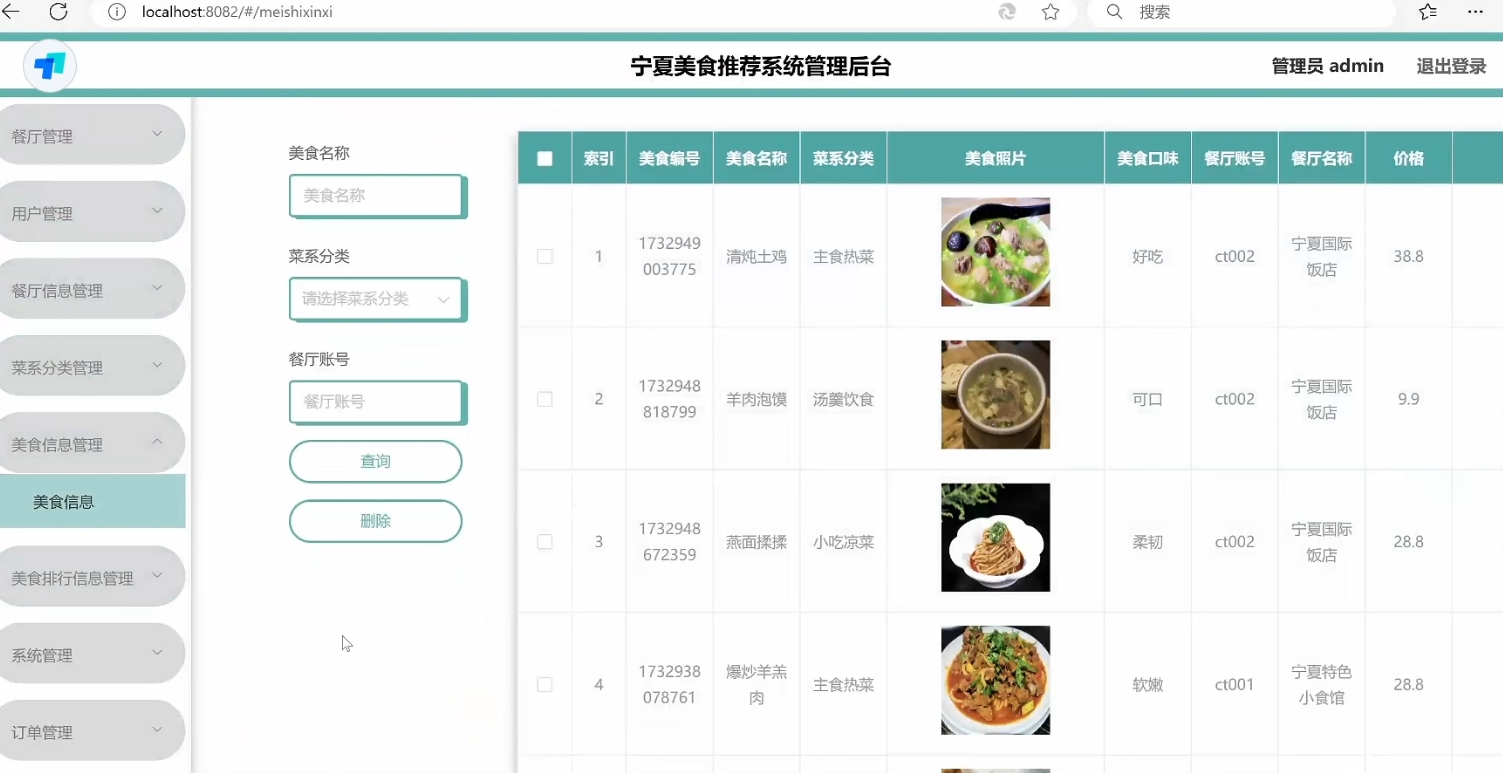 localhost:8082/#/meishixinxi
搜索
宁夏美食推荐系统管理后台
管理员 admin
退出登录
餐厅管理
用户管理
餐厅信息管理
菜系分类管理
美食信息管理
美食信息
美食排行信息管理
系统管理
订单管理
美食名称
美食名称
菜系分类
请选择菜系分类
餐厅账号
餐厅账号
查询
删除
索引 美食编号 美食名称 菜系分类 美食照片 美食口味 餐厅账号 餐厅名称 价格
1 1732949003775 清炖土鸡 主食热菜 好吃 ct002 宁夏国际饭店 38.8
2 1732948818799 羊肉泡馍 汤羹饮食 可口 ct002 宁夏国际饭店 9.9
3 1732948672359 燕面揉揉 小吃凉菜 柔韧 ct002 宁夏国际饭店 28.8
4 1732938078761 爆炒羊羔肉 主食热菜 软嫩 ct001 宁夏特色小食馆 28.8